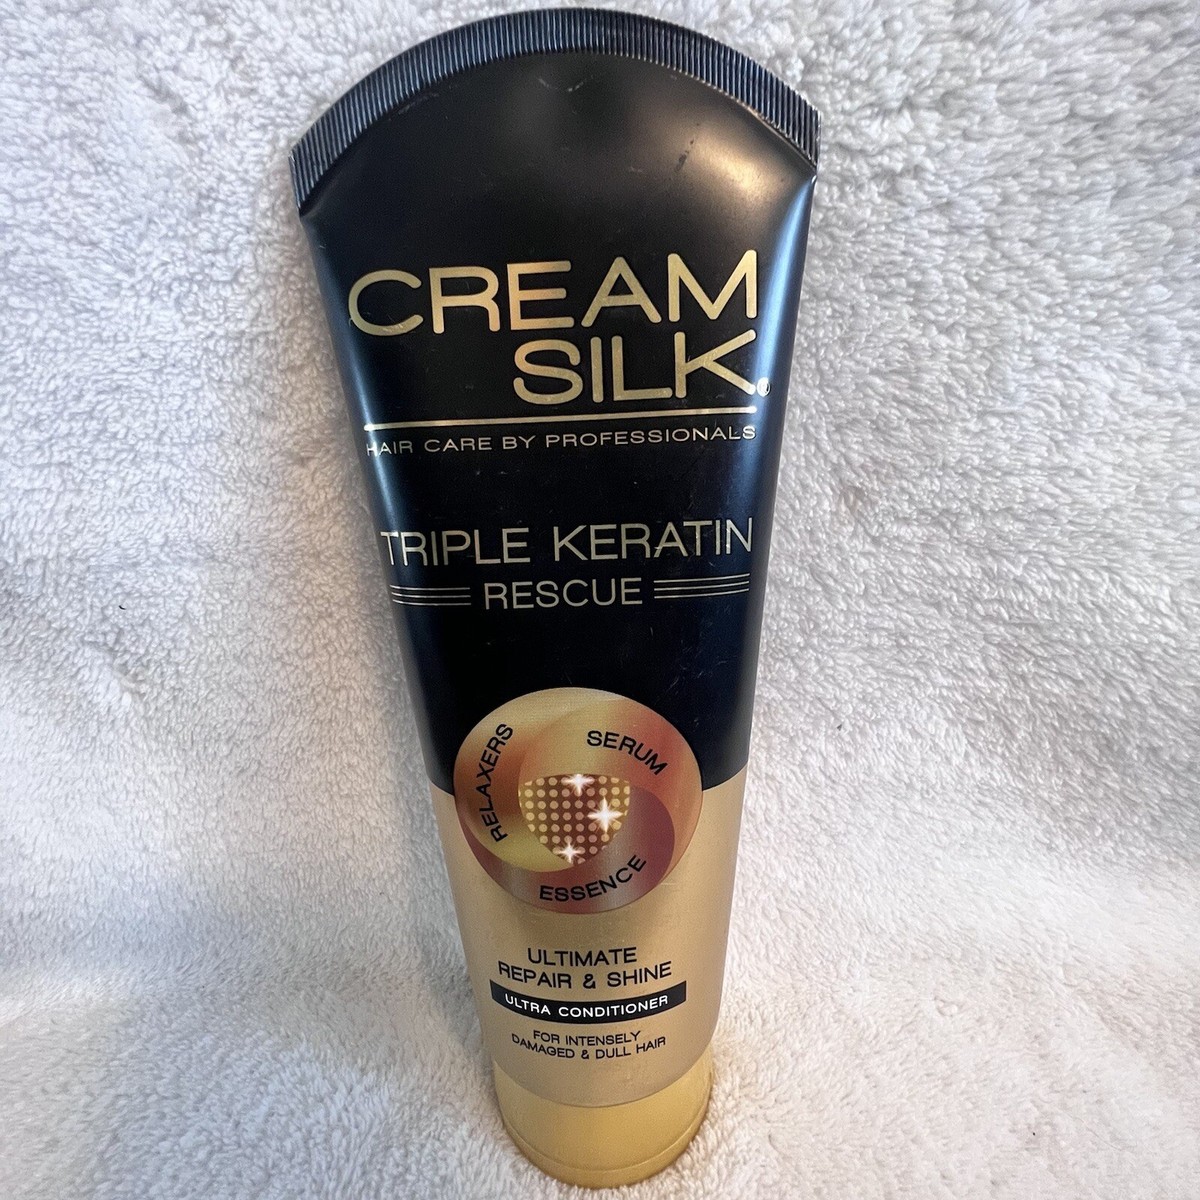 CREAM
SILK®
HAIR CARE BY PROFESSIONALS
TRIPLE KERATIN
RESCUE
RELAXERS
SERUM
ESSENCE
ULTIMATE
REPAIR & SHINE
ULTRA CONDITIONER
FOR INTENSELY
DAMAGED & DULL HAIR